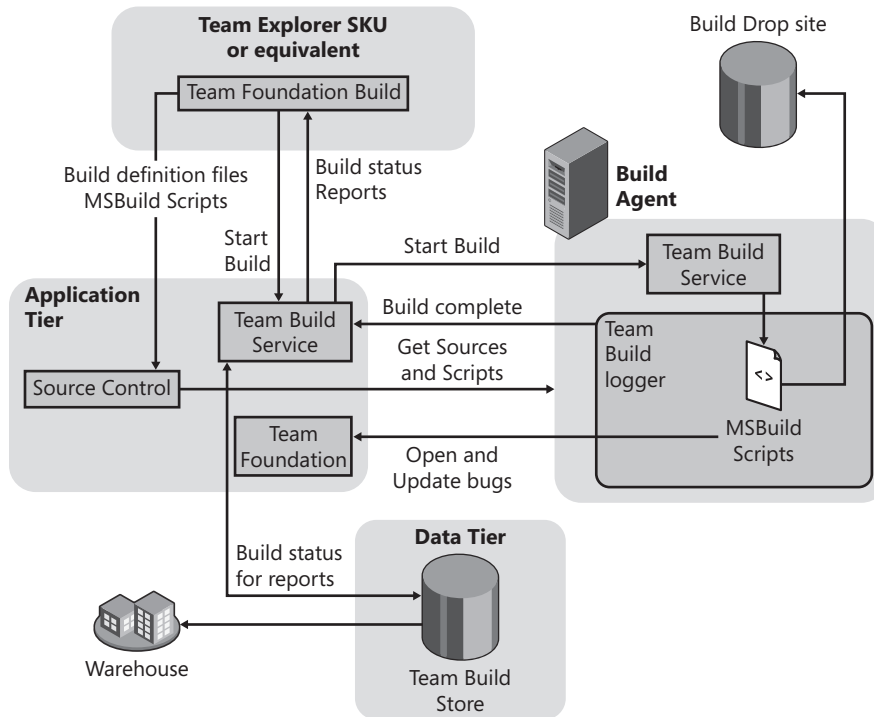 Team Explorer SKU
or equivalent
Team Foundation Build
Build Drop site
Build definition files
MSBuild Scripts
Build status
Reports
Build
Agent
Start
Build
Start Build
Team Build
Service
Application
Tier
Team Build
Service
Build complete
Team
Build
logger
Get Sources
and Scripts
Source Control
< >
MSBuild
Scripts
Team
Foundation
Open and
Update bugs
Data Tier
Build status
for reports
Warehouse
Team Build
Store